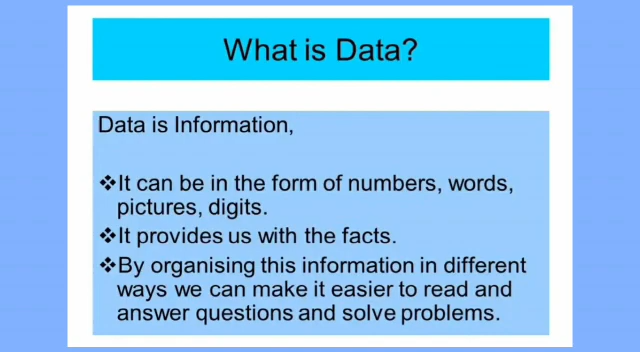 What is Data?
Data is Information,
❖It can be in the form of numbers, words,
pictures, digits.
❖It provides us with the facts.
❖By organising this information in different
ways we can make it easier to read and
answer questions and solve problems.